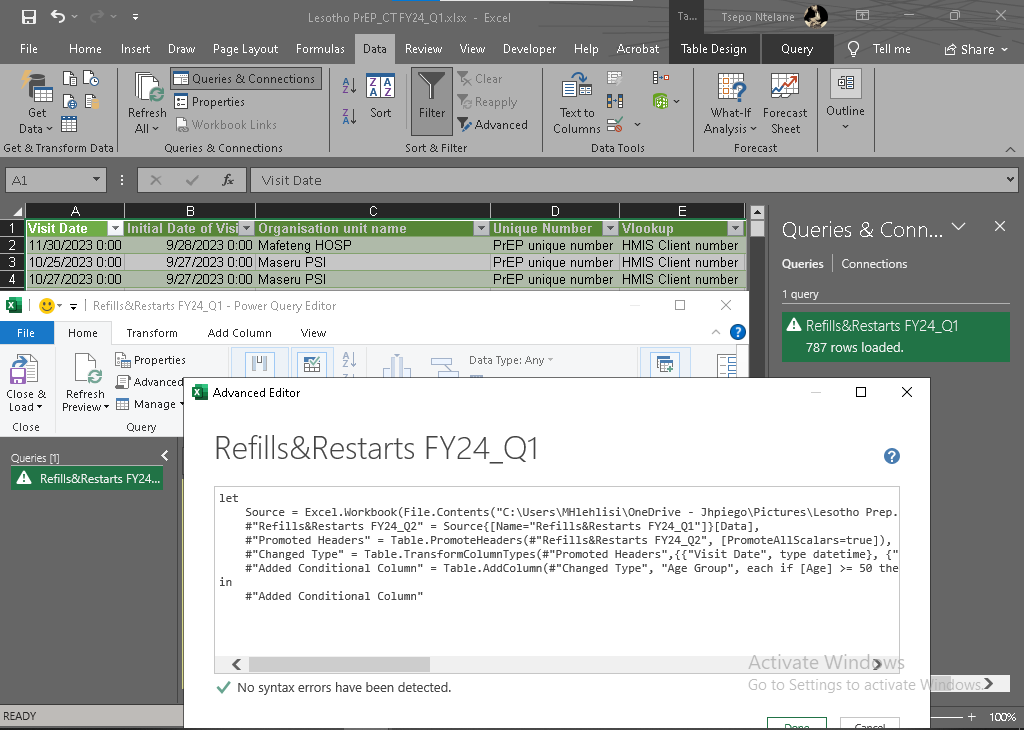 Lesotho PrEP_CT FY24_Q1.xlsx - Excel
Ta...
Tsepo Ntelane
File Home Insert Draw Page Layout Formulas Data Review View Developer Help Acrobat Table Design Query Tell me Share
Get Data
Refresh All
Queries & Connections
Properties
Workbook Links
Sort
Filter
Clear
Reapply
Advanced
Text to Columns
What-If Analysis
Forecast Sheet
Outline
Get & Transform Data Queries & Connections Sort & Filter Data Tools Forecast
A1 fx Visit Date
A B C D E
1 Visit Date Initial Date of Visi Organisation unit name Unique Number Vlookup
2 11/30/2023 0:00 9/28/2023 0:00 Mafeteng HOSP PrEP unique number HMIS Client number
3 10/25/2023 0:00 9/27/2023 0:00 Maseru PSI PrEP unique number HMIS Client number
4 10/27/2023 0:00 9/27/2023 0:00 Maseru PSI PrEP unique number HMIS Client number
Queries & Conn...
Queries Connections
1 query
Refills&Restarts FY24_Q1
787 rows loaded.
Refills&Restarts FY24_Q1 - Power Query Editor
File Home Transform Add Column View
Close & Load
Refresh Preview
Properties
Advanced
Manage
Data Type: Any
Close Query
Queries [1]
Refills&Restarts FY24...
Advanced Editor
Refills&Restarts FY24_Q1
let
Source = Excel.Workbook(File.Contents("C:\Users\MHlehlisi\OneDrive - Jhpiego\Pictures\Lesotho Prep.
#"Refills&Restarts FY24_Q2" = Source{[Name="Refills&Restarts FY24_Q1"]}[Data],
#"Promoted Headers" = Table.PromoteHeaders(#"Refills&Restarts FY24_Q2", [PromoteAllScalars=true]),
#"Changed Type" = Table.TransformColumnTypes(#"Promoted Headers",{{"Visit Date", type datetime}, {"
#"Added Conditional Column" = Table.AddColumn(#"Changed Type", "Age Group", each if [Age] >= 50 the
in
#"Added Conditional Column"
No syntax errors have been detected.
Done Cancel
Activate Windows
Go to Settings to activate Windows.
READY
100%